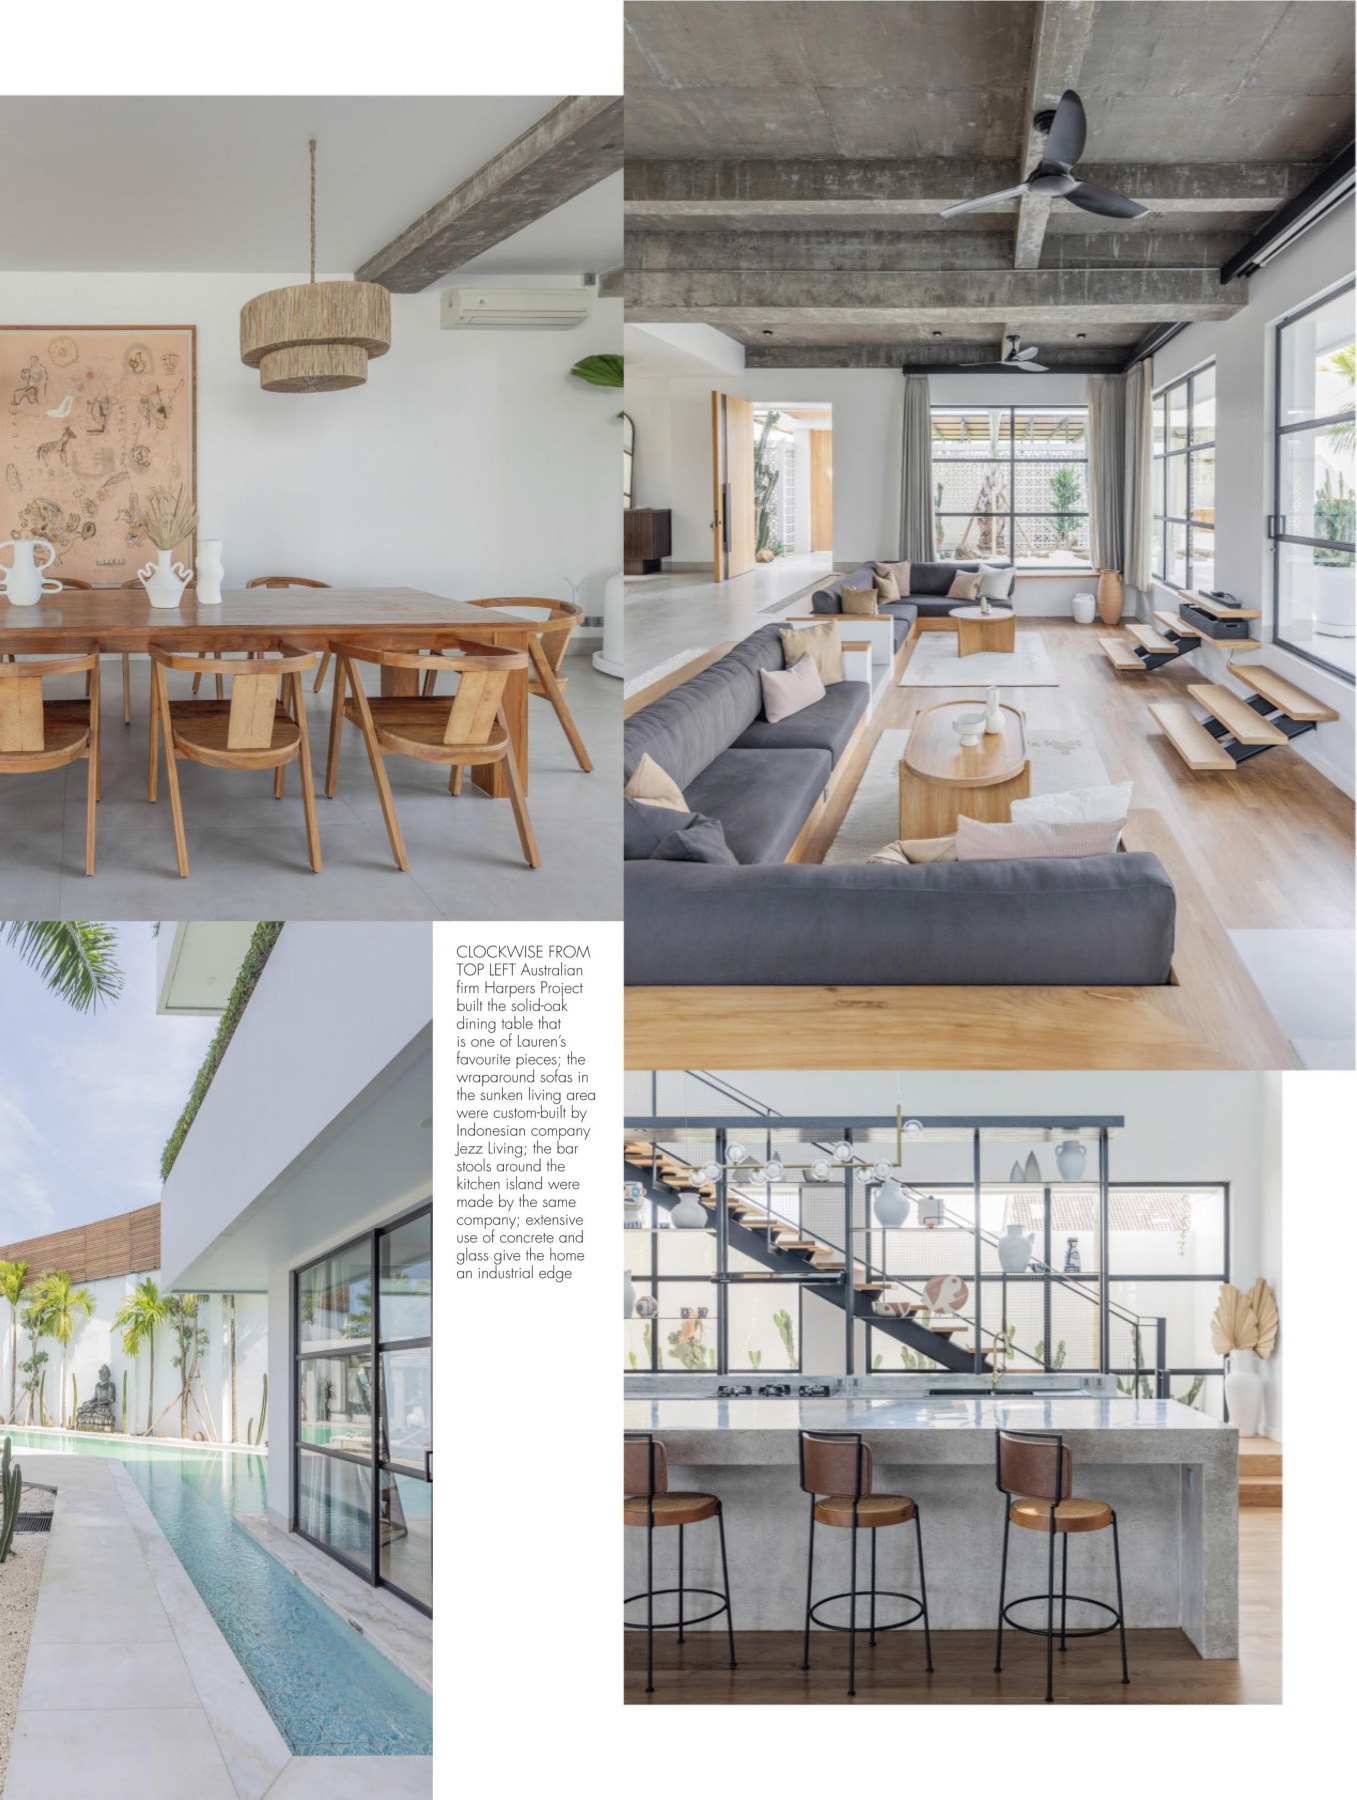 CLOCKWISE FROM
TOP LEFT Australian
firm Harpers Project
built the solid-oak
dining table that
is one of Lauren’s
favourite pieces; the
wraparound sofas in
the sunken living area
were custom-built by
Indonesian company
Jezz Living; the bar
stools around the
kitchen island were
made by the same
company; extensive
use of concrete and
glass give the home
an industrial edge